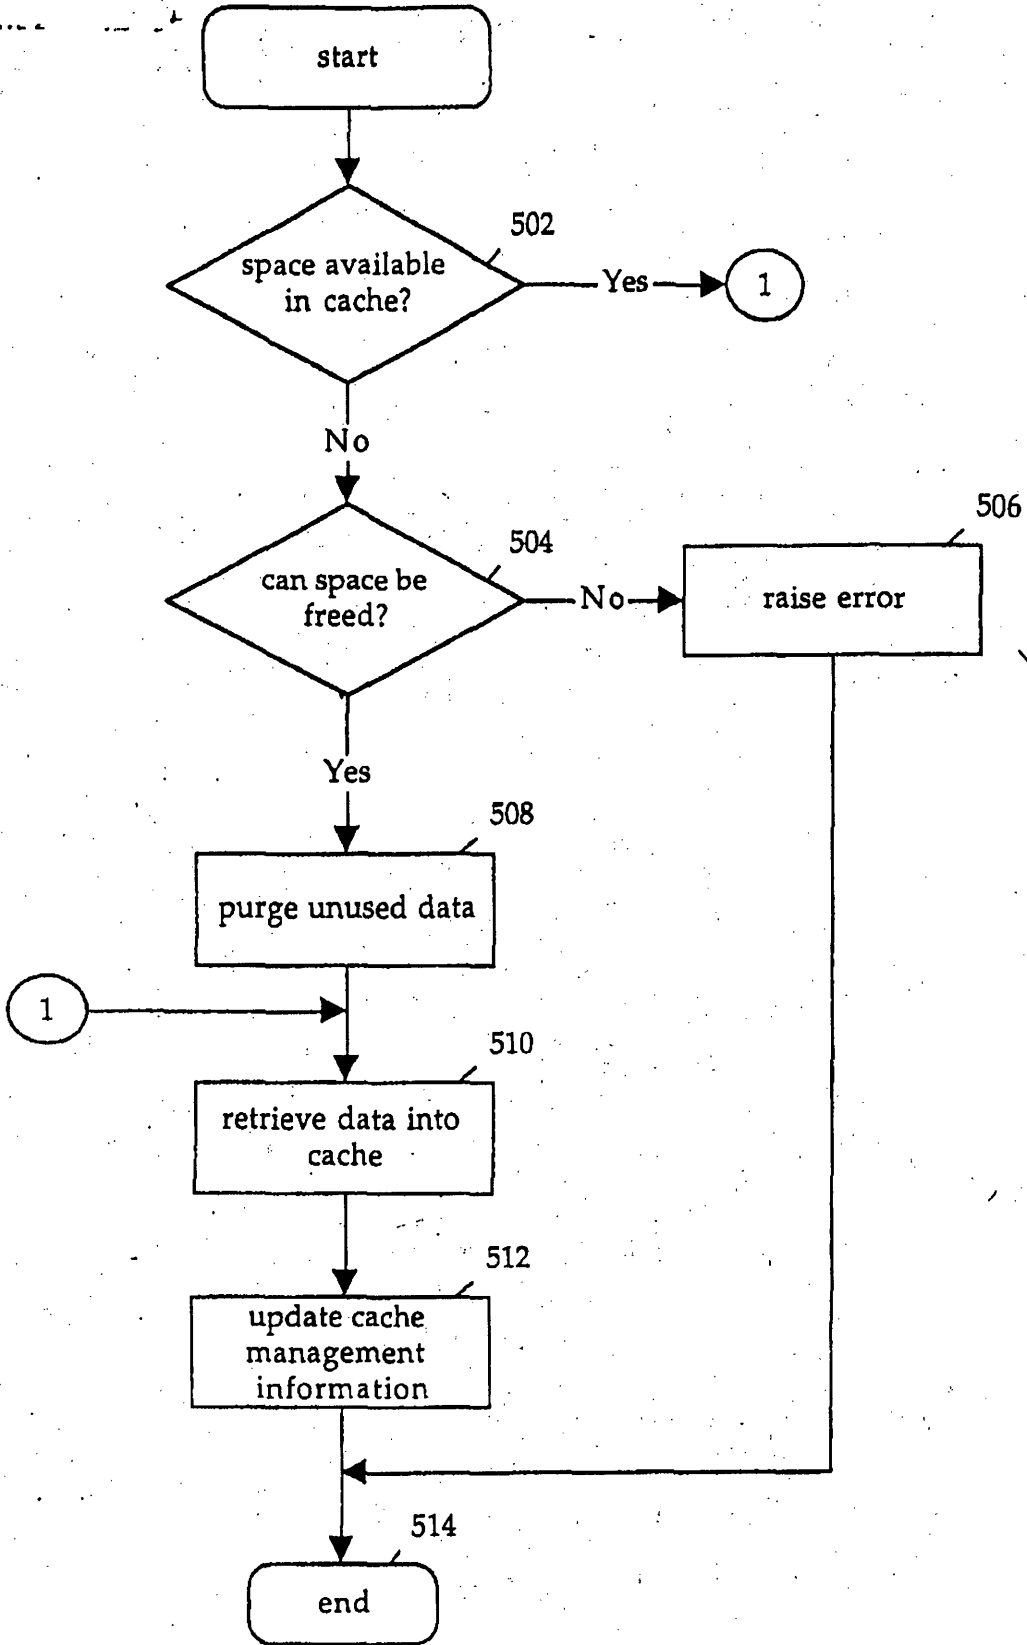 start
502
space available
in cache?
Yes
1
No
506
504
can space be
freed?
No
raise error
Yes
508
purge unused data
1
510
retrieve data into
cache
512
update cache
management
information
514
end